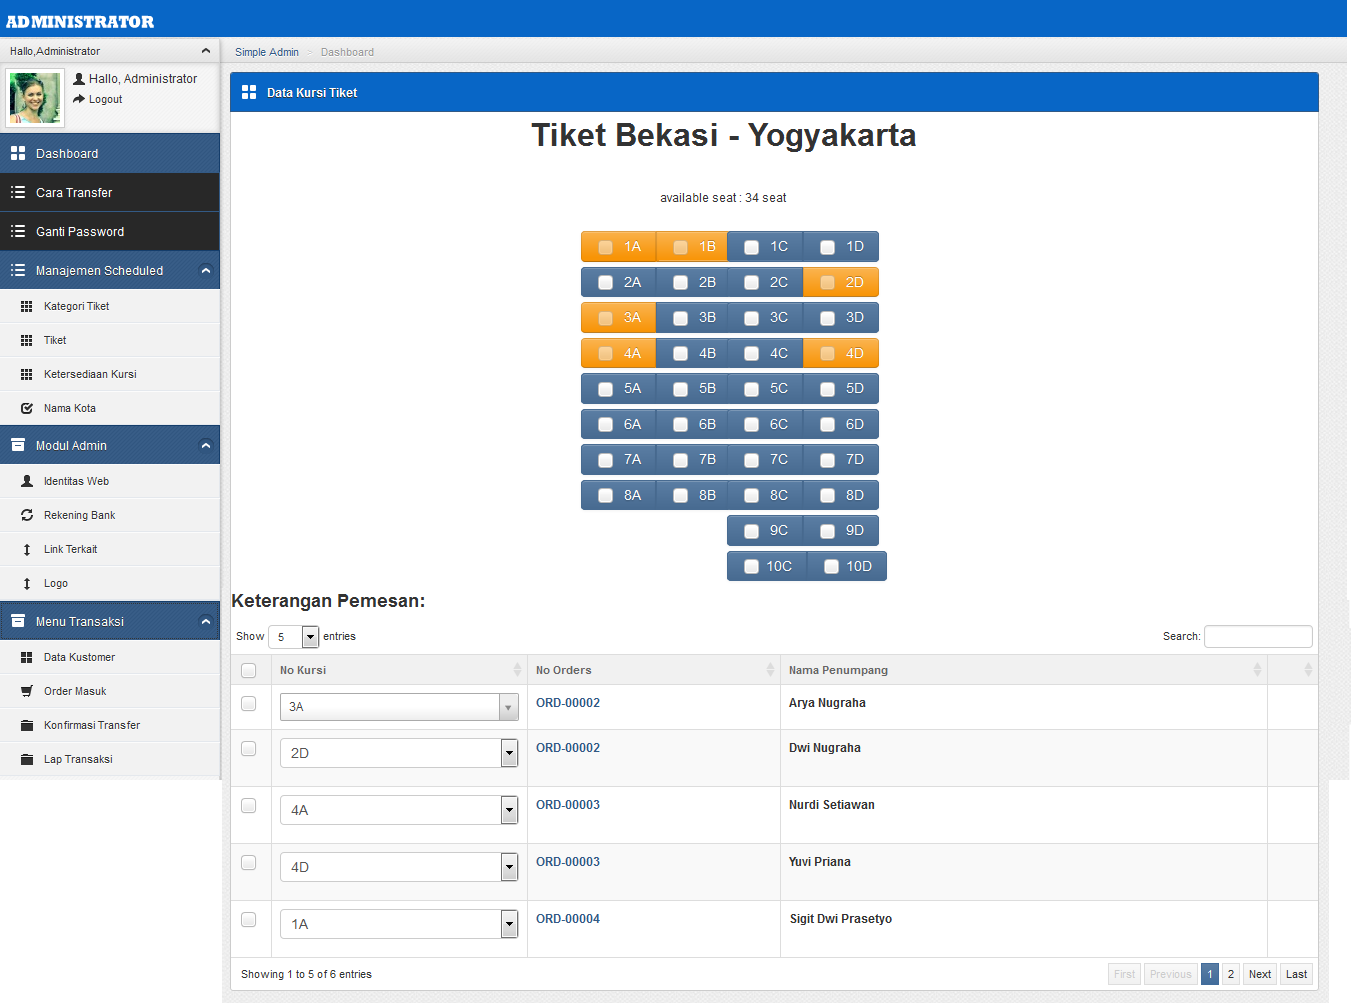 ADMINISTRATOR
Hallo,Administrator
Hallo, Administrator
Logout
Dashboard
Cara Transfer
Ganti Password
Manajemen Scheduled
Kategori Tiket
Tiket
Ketersediaan Kursi
Nama Kota
Modul Admin
Identitas Web
Rekening Bank
Link Terkait
Logo
Menu Transaksi
Data Kustomer
Order Masuk
Konfirmasi Transfer
Lap Transaksi
Simple Admin Dashboard
Data Kursi Tiket
Tiket Bekasi - Yogyakarta
available seat : 34 seat
1A 1B 1C 1D
2A 2B 2C 2D
3A 3B 3C 3D
4A 4B 4C 4D
5A 5B 5C 5D
6A 6B 6C 6D
7A 7B 7C 7D
8A 8B 8C 8D
9C 9D
10C 10D
Keterangan Pemesan:
Show 5 entries Search:
No Kursi No Orders Nama Penumpang
3A ORD-00002 Arya Nugraha
2D ORD-00002 Dwi Nugraha
4A ORD-00003 Nurdi Setiawan
4D ORD-00003 Yuvi Priana
1A ORD-00004 Sigit Dwi Prasetyo
Showing 1 to 5 of 6 entries First Previous 1 2 Next Last